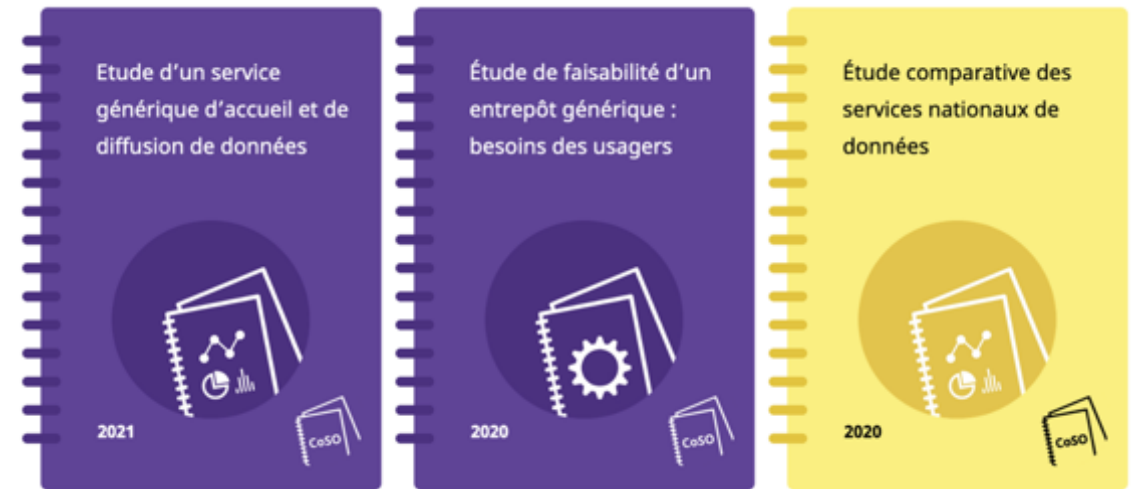 Etude d'un service
générique d'accueil et de
diffusion de données
2021
CoSO
Étude de faisabilité d'un
entrepôt générique :
besoins des usagers
2020
CoSO
Étude comparative des
services nationaux de
données
2020
CoSO